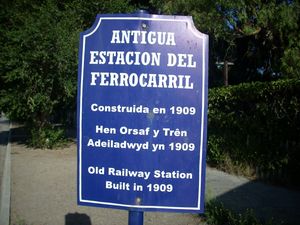 ANTIGUA
ESTACION DEL
FERROCARRIL
Construida en 1909
Hen Orsaf y Trên
Adeiladwyd yn 1909
Old Railway Station
Built in 1909